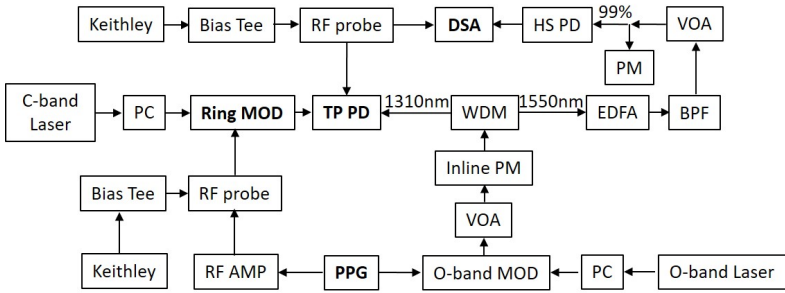 Keithley
Bias Tee
RF probe
DSA
HS PD
99%
VOA
PM
C-band
Laser
PC
Ring MOD
TP PD
1310nm
WDM
1550nm
EDFA
BPF
Inline PM
Bias Tee
RF probe
VOA
Keithley
RF AMP
PPG
O-band MOD
PC
O-band Laser